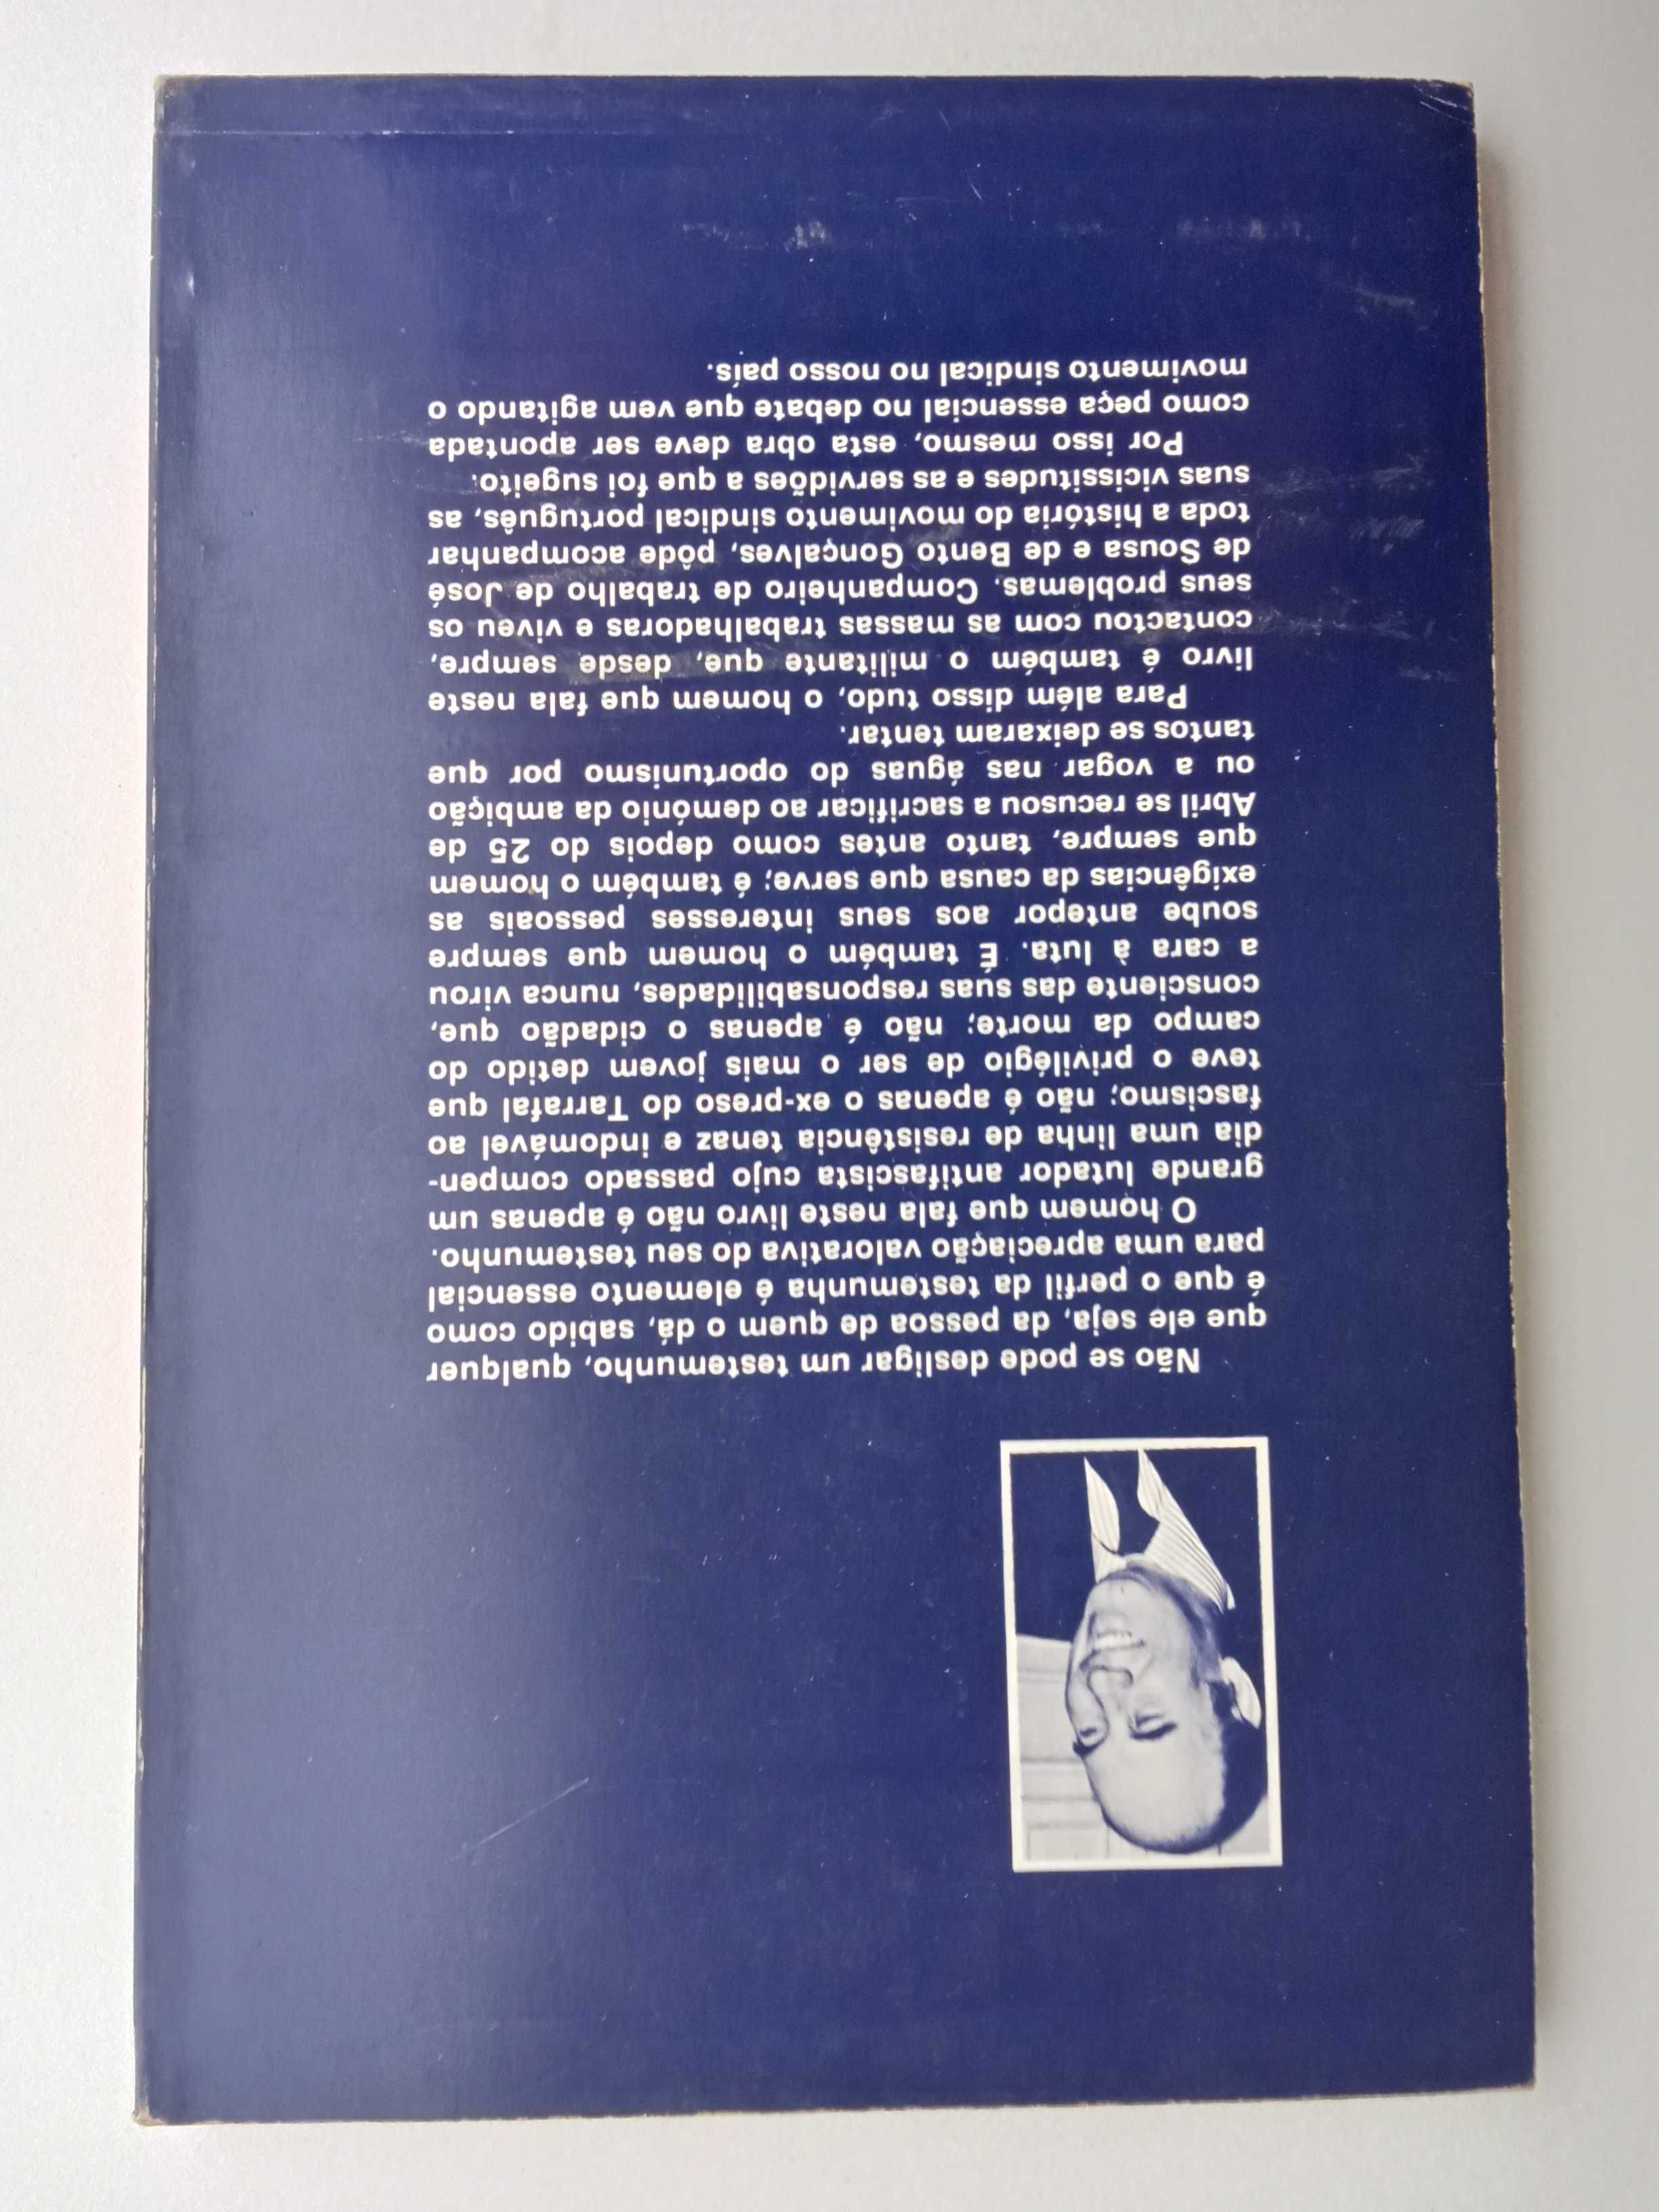 Não se pode desligar um testemunho, qualquer
que ele seja, da pessoa de quem o dá, sabido como
é que o perfil da testemunha é elemento essencial
para uma apreciação valorativa do seu testemunho.
O homem que fala neste livro não é apenas um
grande lutador antifascista cujo passado compen-
dia uma linha de resistência tenaz e indomável ao
fascismo; não é apenas o ex-preso do Tarrafal que
teve o privilégio de ser o mais jovem detido do
campo da morte; não é apenas o cidadão que,
consciente das suas responsabilidades, nunca virou
a cara à luta. É também o homem que sempre
soube antepor aos seus interesses pessoais as
exigências da causa que serve; é também o homem
que sempre, tanto antes como depois do 25 de
Abril se recusou a sacrificar ao demónio da ambição
ou a vogar nas águas do oportunismo por que
tantos se deixaram tentar.
Para além disso tudo, o homem que fala neste
livro é também o militante que, desde sempre,
contactou com as massas trabalhadoras e viveu os
seus problemas. Companheiro de trabalho de José
de Sousa e de Bento Gonçalves, pôde acompanhar
toda a história do movimento sindical português, as
suas vicissitudes e as servidões a que foi sugeito.
Por isso mesmo, esta obra deve ser apontada
como peça essencial no debate que vem agitando o
movimento sindical no nosso país.